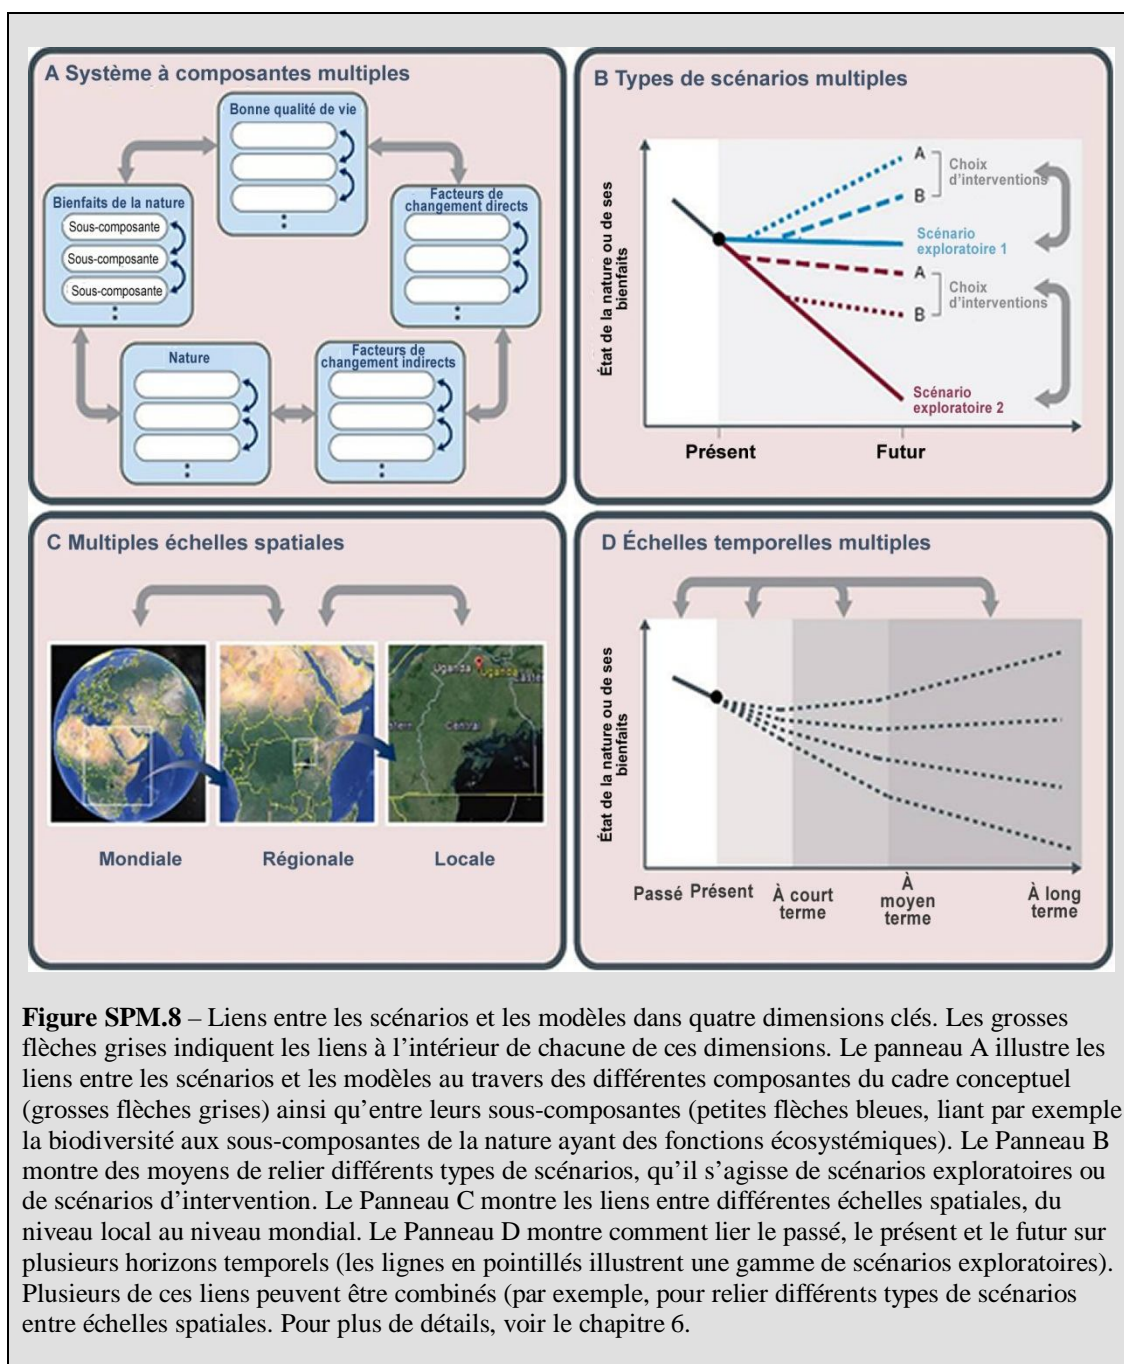 A Système à composantes multiples
Bonne qualité de vie
Bienfaits de la nature
Sous-composante
Sous-composante
Sous-composante
Facteurs de
changement directs
Nature
Facteurs de
changement indirects
B Types de scénarios multiples
État de la nature ou de ses
bienfaits
A
B
Choix
d'interventions
Scénario
exploratoire 1
A
B
Choix
d'interventions
Scénario
exploratoire 2
Présent
Futur
C Multiples échelles spatiales
Uganda
Uganda
Central
Mondiale
Régionale
Locale
D Échelles temporelles multiples
État de la nature ou de ses
bienfaits
Passé
Présent
À court
terme
À
moyen
terme
À long
terme
Figure SPM.8 – Liens entre les scénarios et les modèles dans quatre dimensions clés. Les grosses
flèches grises indiquent les liens à l'intérieur de chacune de ces dimensions. Le panneau A illustre les
liens entre les scénarios et les modèles au travers des différentes composantes du cadre conceptuel
(grosses flèches grises) ainsi qu'entre leurs sous-composantes (petites flèches bleues, liant par exemple
la biodiversité aux sous-composantes de la nature ayant des fonctions écosystémiques). Le Panneau B
montre des moyens de relier différents types de scénarios, qu'il s'agisse de scénarios exploratoires ou
de scénarios d'intervention. Le Panneau C montre les liens entre différentes échelles spatiales, du
niveau local au niveau mondial. Le Panneau D montre comment lier le passé, le présent et le futur sur
plusieurs horizons temporels (les lignes en pointillés illustrent une gamme de scénarios exploratoires).
Plusieurs de ces liens peuvent être combinés (par exemple, pour relier différents types de scénarios
entre échelles spatiales. Pour plus de détails, voir le chapitre 6.